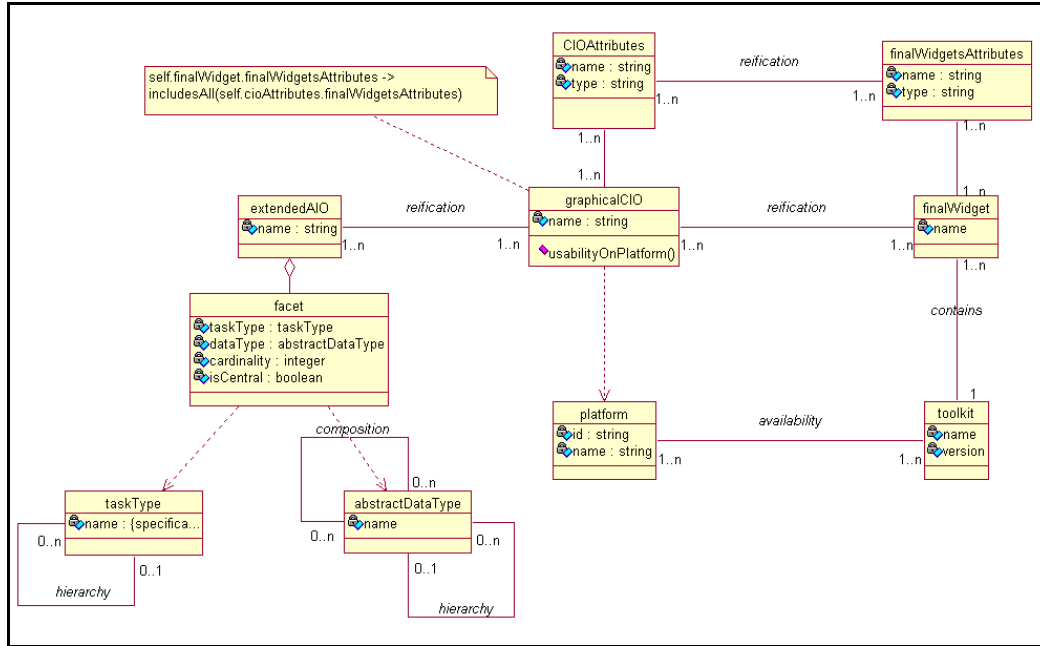 CIOAttributes
name : string
type : string
reification
1..n
1..n
finalWidgetsAttributes
name : string
type : string
self.finalWidget.finalWidgetsAttributes ->
includesAll(self.cioAttributes.finalWidgetsAttributes)
1..n
1..n
1..n
1..n
extendedAIO
name : string
reification
1..n
1..n
graphicalCIO
name : string
usabilityOnPlatform()
reification
1..n
1..n
finalWidget
name
1..n
contains
1
facet
taskType : taskType
dataType : abstractDataType
cardinality : integer
isCentral : boolean
platform
id : string
name : string
availability
1..n
1..n
toolkit
name
version
composition
0..n
0..n
taskType
name : {specifica...
0..n
0..1
hierarchy
abstractDataType
name
0..n
0..1
hierarchy